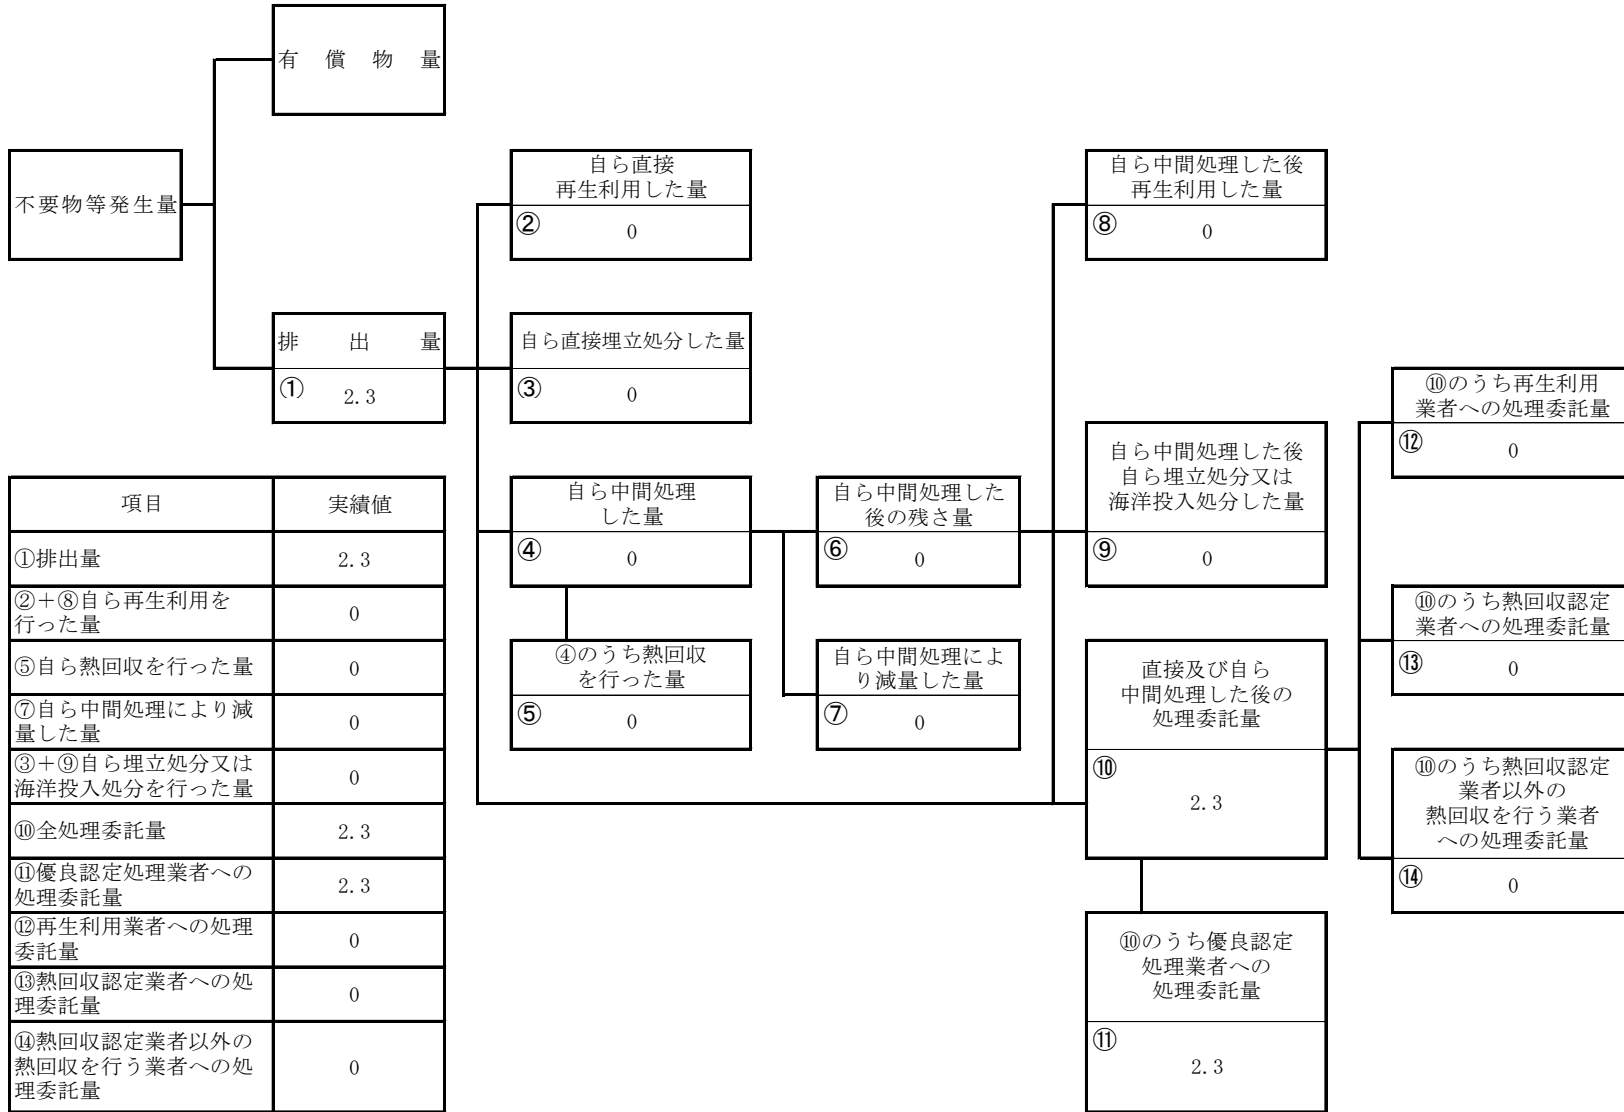 有償物量
不要物等発生量
排出量
① 2.3
自ら直接
再生利用した量
② 0
自ら直接埋立処分した量
③ 0
自ら中間処理
した量
④ 0
④のうち熱回収
を行った量
⑤ 0
自ら中間処理した
後の残さ量
⑥ 0
自ら中間処理によ
り減量した量
⑦ 0
自ら中間処理した後
再生利用した量
⑧ 0
自ら中間処理した後
自ら埋立処分又は
海洋投入処分した量
⑨ 0
直接及び自ら
中間処理した後の
処理委託量
⑩
2.3
⑩のうち優良認定
処理業者への
処理委託量
⑪
2.3
⑩のうち再生利用
業者への処理委託量
⑫ 0
⑩のうち熱回収認定
業者への処理委託量
⑬ 0
⑩のうち熱回収認定
業者以外の
熱回収を行う業者
への処理委託量
⑭ 0
項目 実績値
①排出量 2.3
②+⑧自ら再生利用を
行った量 0
⑤自ら熱回収を行った量 0
⑦自ら中間処理により減
量した量 0
③+⑨自ら埋立処分又は
海洋投入処分を行った量 0
⑩全処理委託量 2.3
⑪優良認定処理業者への
処理委託量 2.3
⑫再生利用業者への処理
委託量 0
⑬熱回収認定業者への処
理委託量 0
⑭熱回収認定業者以外の
熱回収を行う業者への処
理委託量 0